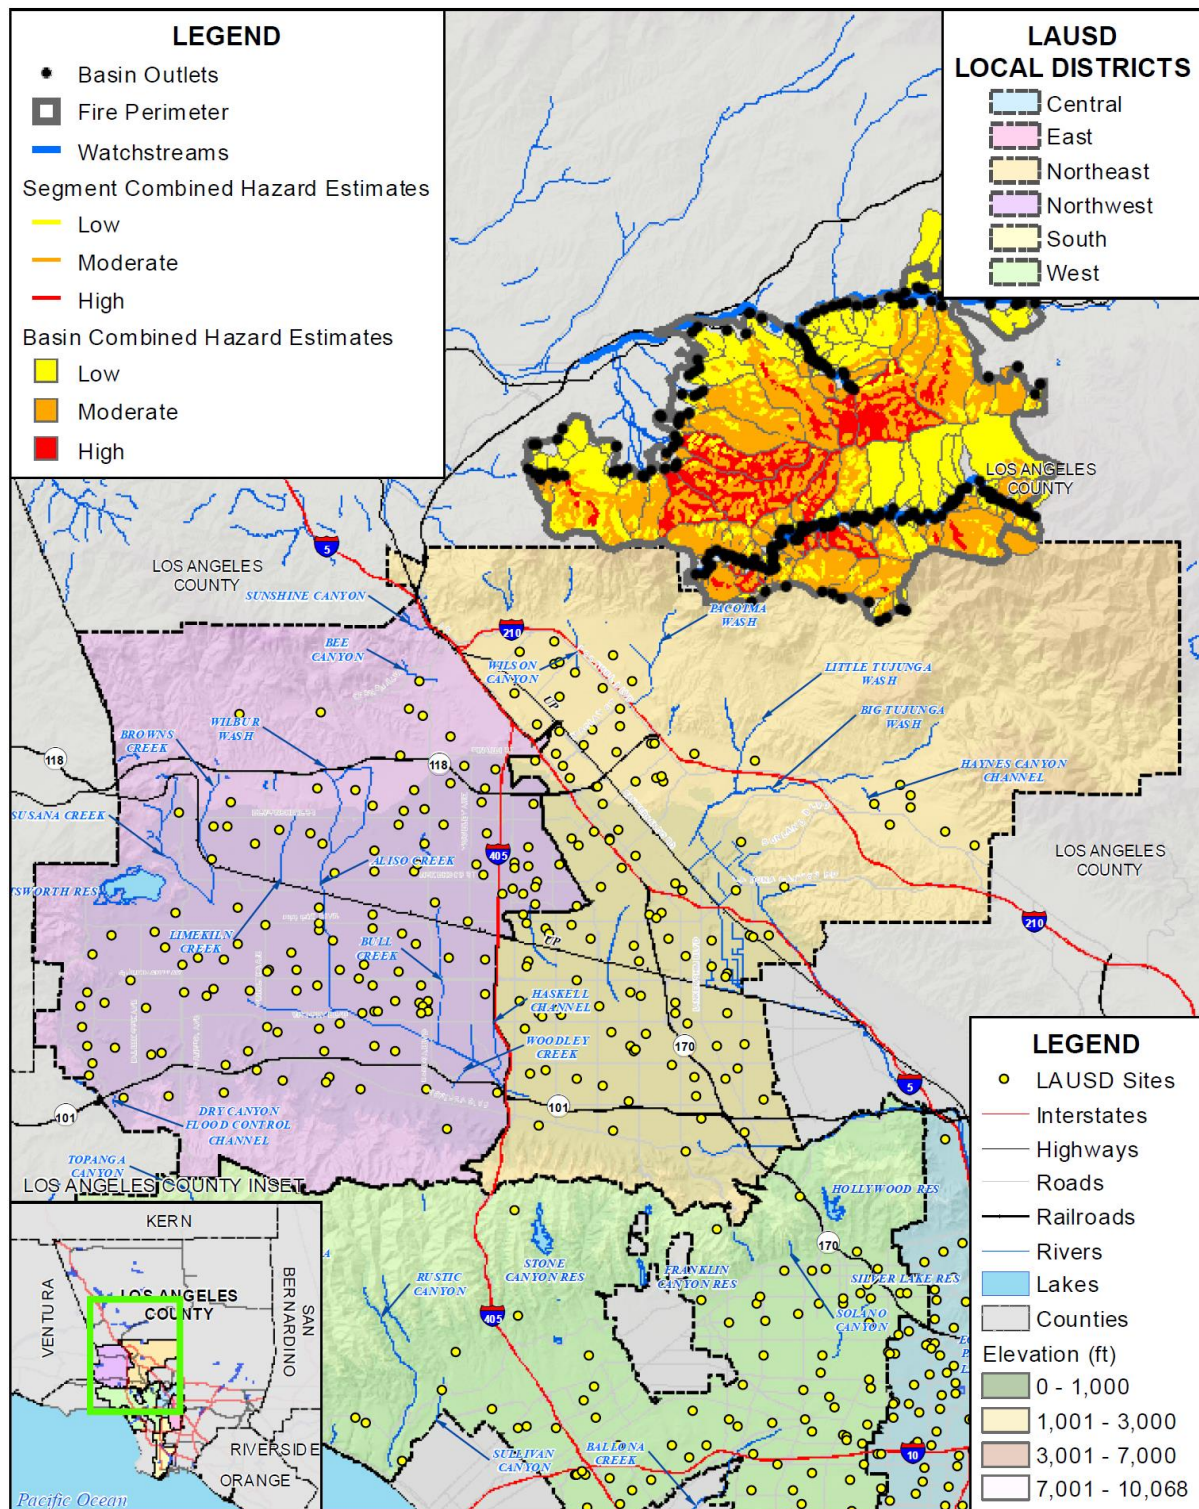 LEGEND
Basin Outlets
Fire Perimeter
Watchstreams
Segment Combined Hazard Estimates
Low
Moderate
High
Basin Combined Hazard Estimates
Low
Moderate
High
LAUSD
LOCAL DISTRICTS
Central
East
Northeast
Northwest
South
West
LOS ANGELES
COUNTY
5
LOS ANGELES
COUNTY
SUNSHINE CANYON
PACOIMA
WASH
210
BEE
CANYON
WILSON
CANYON
LITTLE TUJUNGA
WASH
UP
BIG TUJUNGA
WASH
WILBUR
WASH
BROWNS
CREEK
118
118
HAYNES CANYON
CHANNEL
SUSANA CREEK
ALISO CREEK
405
LOS ANGELES
COUNTY
TSWORTH RES
210
LIMEKILN
CREEK
BULL
CREEK
UP
HASKELL
CHANNEL
WOODLEY
CREEK
170
5
101
101
DRY CANYON
FLOOD CONTROL
CHANNEL
TOPANGA
CANYON
LOS ANGELES COUNTY INSET
KERN
VENTURA
LOS ANGELES
COUNTY
SAN
BERNARDINO
RIVERSIDE
ORANGE
Pacific Ocean
HOLLYWOOD RES
170
STONE
CANYON RES
FRANKLIN
CANYON RES
RUSTIC
CANYON
SILVER LAKE RES
SOLANO
CANYON
405
SULLIVAN
CANYON
BALLONA
CREEK
10
LEGEND
LAUSD Sites
Interstates
Highways
Roads
Railroads
Rivers
Lakes
Counties
Elevation (ft)
0 - 1,000
1,001 - 3,000
3,001 - 7,000
7,001 - 10,068